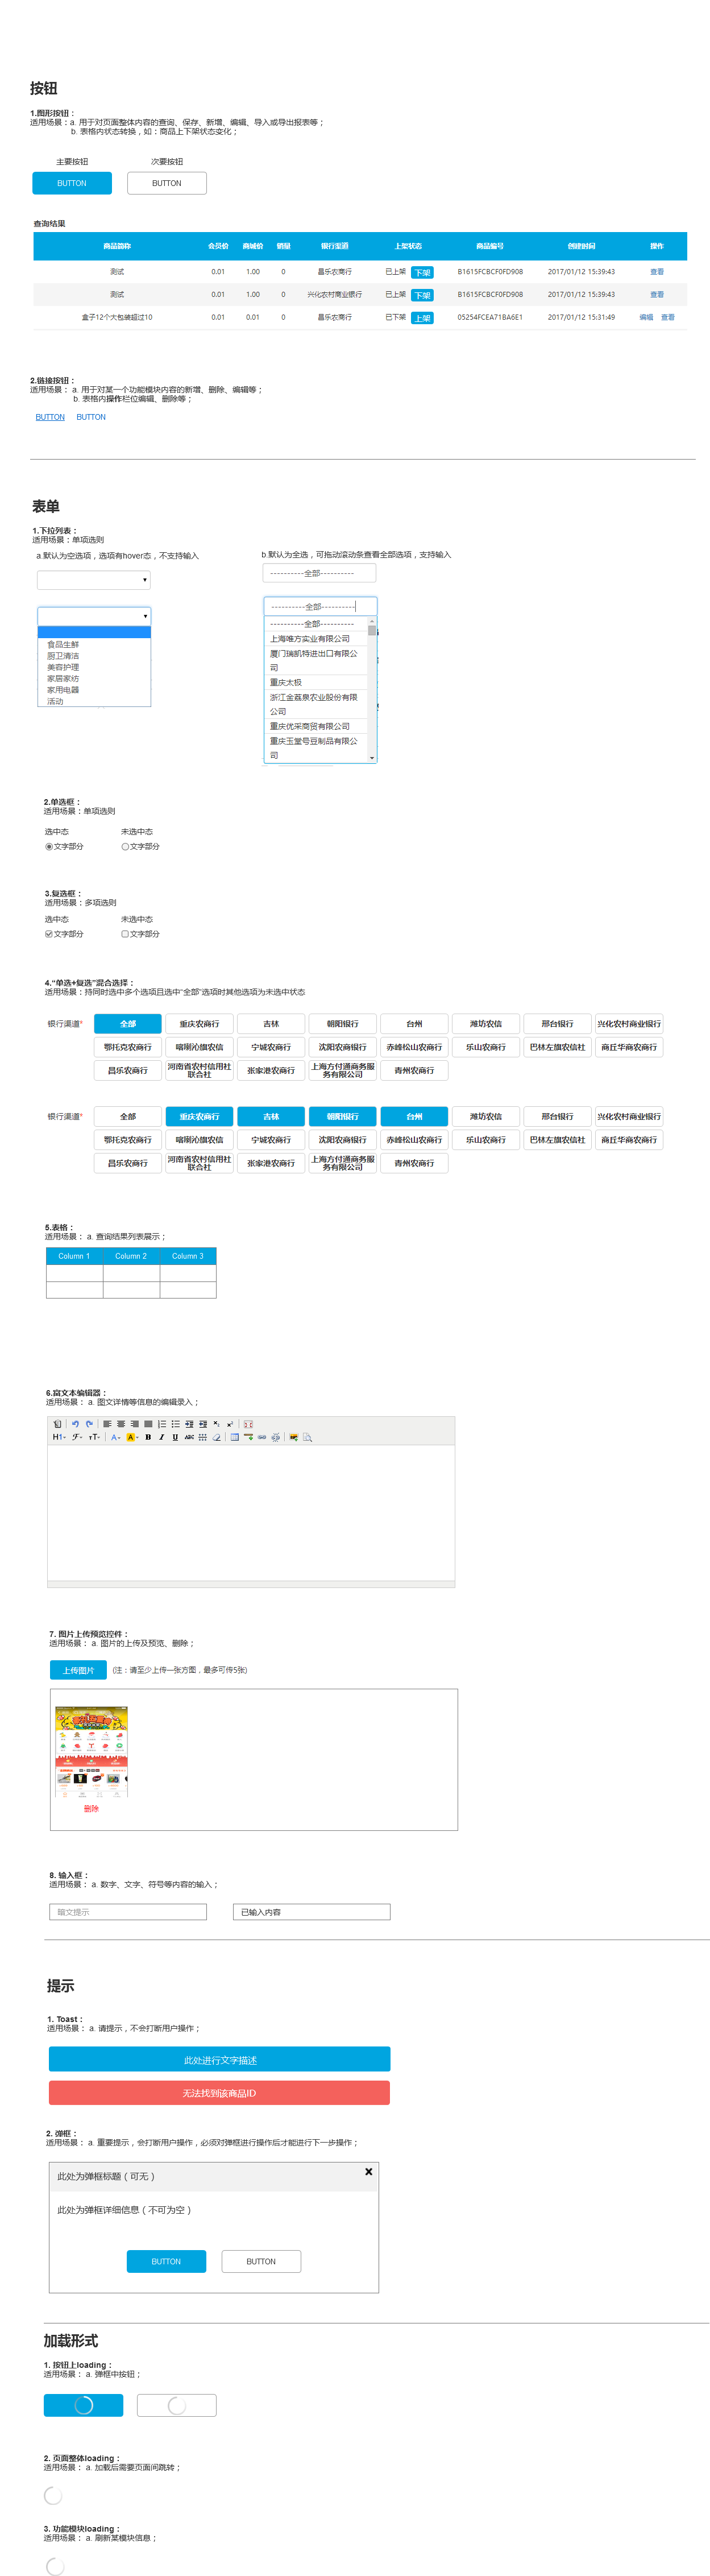 按钮
1.图形按钮：
适用场景：a. 用于对页面整体内容的查询、保存、新增、编辑、导入或导出报表等；
b. 表格内状态转换，如：商品上下架状态变化；
主要按钮 次要按钮
BUTTON BUTTON
查询结果
商品简称 会员价 商城价 销量 银行渠道 上架状态 商品编号 创建时间 操作
测试 0.01 1.00 0 昌乐农商行 已上架 下架 B1615FCBCF0FD908 2017/01/12 15:39:43 查看
测试 0.01 1.00 0 兴化农村商业银行 已上架 下架 B1615FCBCF0FD908 2017/01/12 15:39:43 查看
盒子12个大包装超过10 0.01 0.01 0 昌乐农商行 已下架 上架 05254FCEA71BA6E1 2017/01/12 15:31:49 编辑 查看
2.链接按钮：
适用场景： a. 用于对某一个功能模块内容的新增、删除、编辑等；
b. 表格内操作栏位编辑、删除等；
BUTTON BUTTON
表单
1.下拉列表：
适用场景：单项选则
a.默认为空选项，选项有hover态，不支持输入
b.默认为全选，可拖动滚动条查看全部选项，支持输入
----------全部----------
食品生鲜
厨卫清洁
美容护理
家居家纺
家用电器
活动
----------全部----------
----------全部----------
上海唯方实业有限公司
厦门瑞凯特进出口有限公
司
重庆太极
浙江金荔泉农业股份有限
公司
重庆优采商贸有限公司
重庆玉堂号豆制品有限公
司
2.单选框：
适用场景：单项选则
选中态 未选中态
文字部分 文字部分
3.复选框：
适用场景：多项选则
选中态 未选中态
文字部分 文字部分
4.“单选+复选”混合选择：
适用场景：持同时选中多个选项且选中“全部”选项时其他选项为未选中状态
银行渠道* 全部 重庆农商行 吉林 朝阳银行 台州 潍坊农信 邢台银行 兴化农村商业银行
鄂托克农商行 喀喇沁旗农信 宁城农商行 沈阳农商银行 赤峰松山农商行 乐山农商行 巴林左旗农信社 商丘华商农商行
昌乐农商行 河南省农村信用社联合社 张家港农商行 上海方付通商务服务有限公司 青州农商行
银行渠道* 全部 重庆农商行 吉林 朝阳银行 台州 潍坊农信 邢台银行 兴化农村商业银行
鄂托克农商行 喀喇沁旗农信 宁城农商行 沈阳农商银行 赤峰松山农商行 乐山农商行 巴林左旗农信社 商丘华商农商行
昌乐农商行 河南省农村信用社联合社 张家港农商行 上海方付通商务服务有限公司 青州农商行
5.表格：
适用场景： a. 查询结果列表展示；
Column 1 Column 2 Column 3
6.富文本编辑器：
适用场景： a. 图文详情等信息的编辑录入；
7. 图片上传预览控件：
适用场景： a. 图片的上传及预览、删除；
上传图片 (注：请至少上传一张方图，最多可传5张)
删除
8. 输入框：
适用场景： a. 数字、文字、符号等内容的输入；
暗文提示 已输入内容
提示
1. Toast：
适用场景： a. 请提示，不会打断用户操作；
此处进行文字描述
无法找到该商品ID
2. 弹框：
适用场景： a. 重要提示，会打断用户操作，必须对弹框进行操作后才能进行下一步操作；
此处为弹框标题（可无）
此处为弹框详细信息（不可为空）
BUTTON BUTTON
加载形式
1. 按钮上loading：
适用场景： a. 弹框中按钮；
2. 页面整体loading：
适用场景： a. 加载后需要页面间跳转；
3. 功能模块loading：
适用场景： a. 刷新某模块信息；